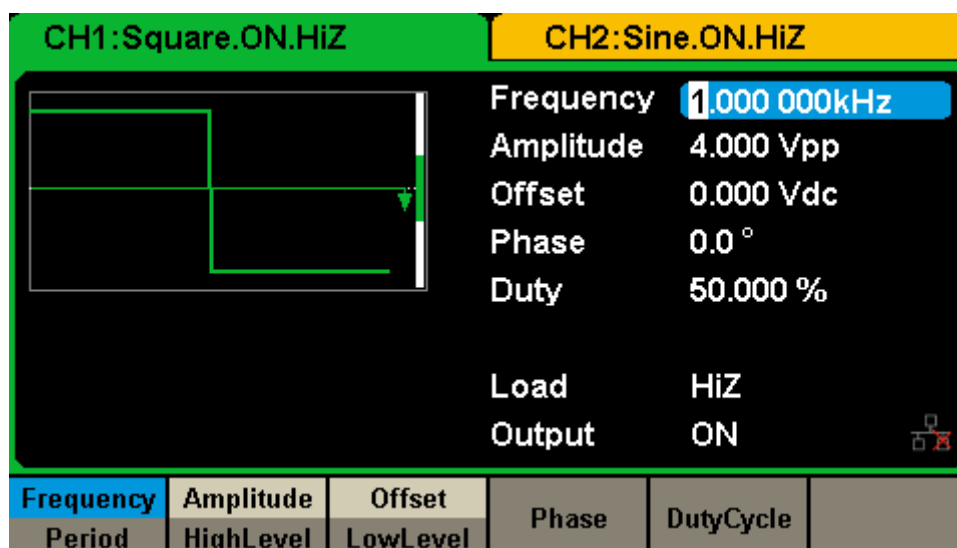 CH1:Square.ON.HiZ
CH2:Sine.ON.HiZ
Frequency 1.000 000kHz
Amplitude 4.000 Vpp
Offset 0.000 Vdc
Phase 0.0 °
Duty 50.000 %
Load HiZ
Output ON
Frequency Amplitude Offset Phase DutyCycle
Period HighLevel LowLevel